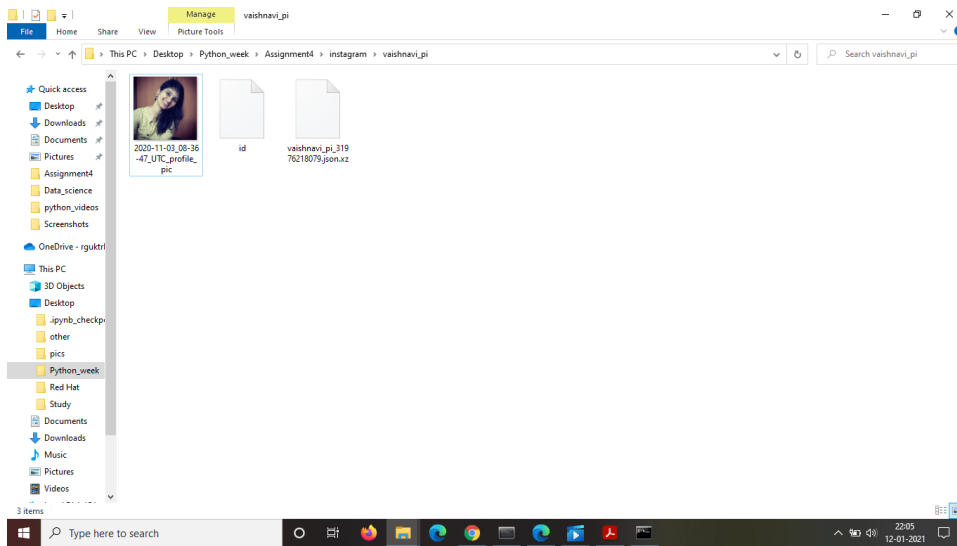 Manage
vaishnavi_pi
File
Home
Share
View
Picture Tools
This PC > Desktop > Python_week > Assignment4 > instagram > vaishnavi_pi
Search vaishnavi_pi
Quick access
Desktop
Downloads
Documents
Pictures
Assignment4
Data_science
python_videos
Screenshots
OneDrive - rguktr
This PC
3D Objects
Desktop
.ipynb_checkp
other
pics
Python_week
Red Hat
Study
Documents
Downloads
Music
Pictures
Videos
2020-11-03_08-36
-47_UTC_profile_
pic
id
vaishnavi_pi_319
76218079.json.xz
3 items
Type here to search
22:05
12-01-2021